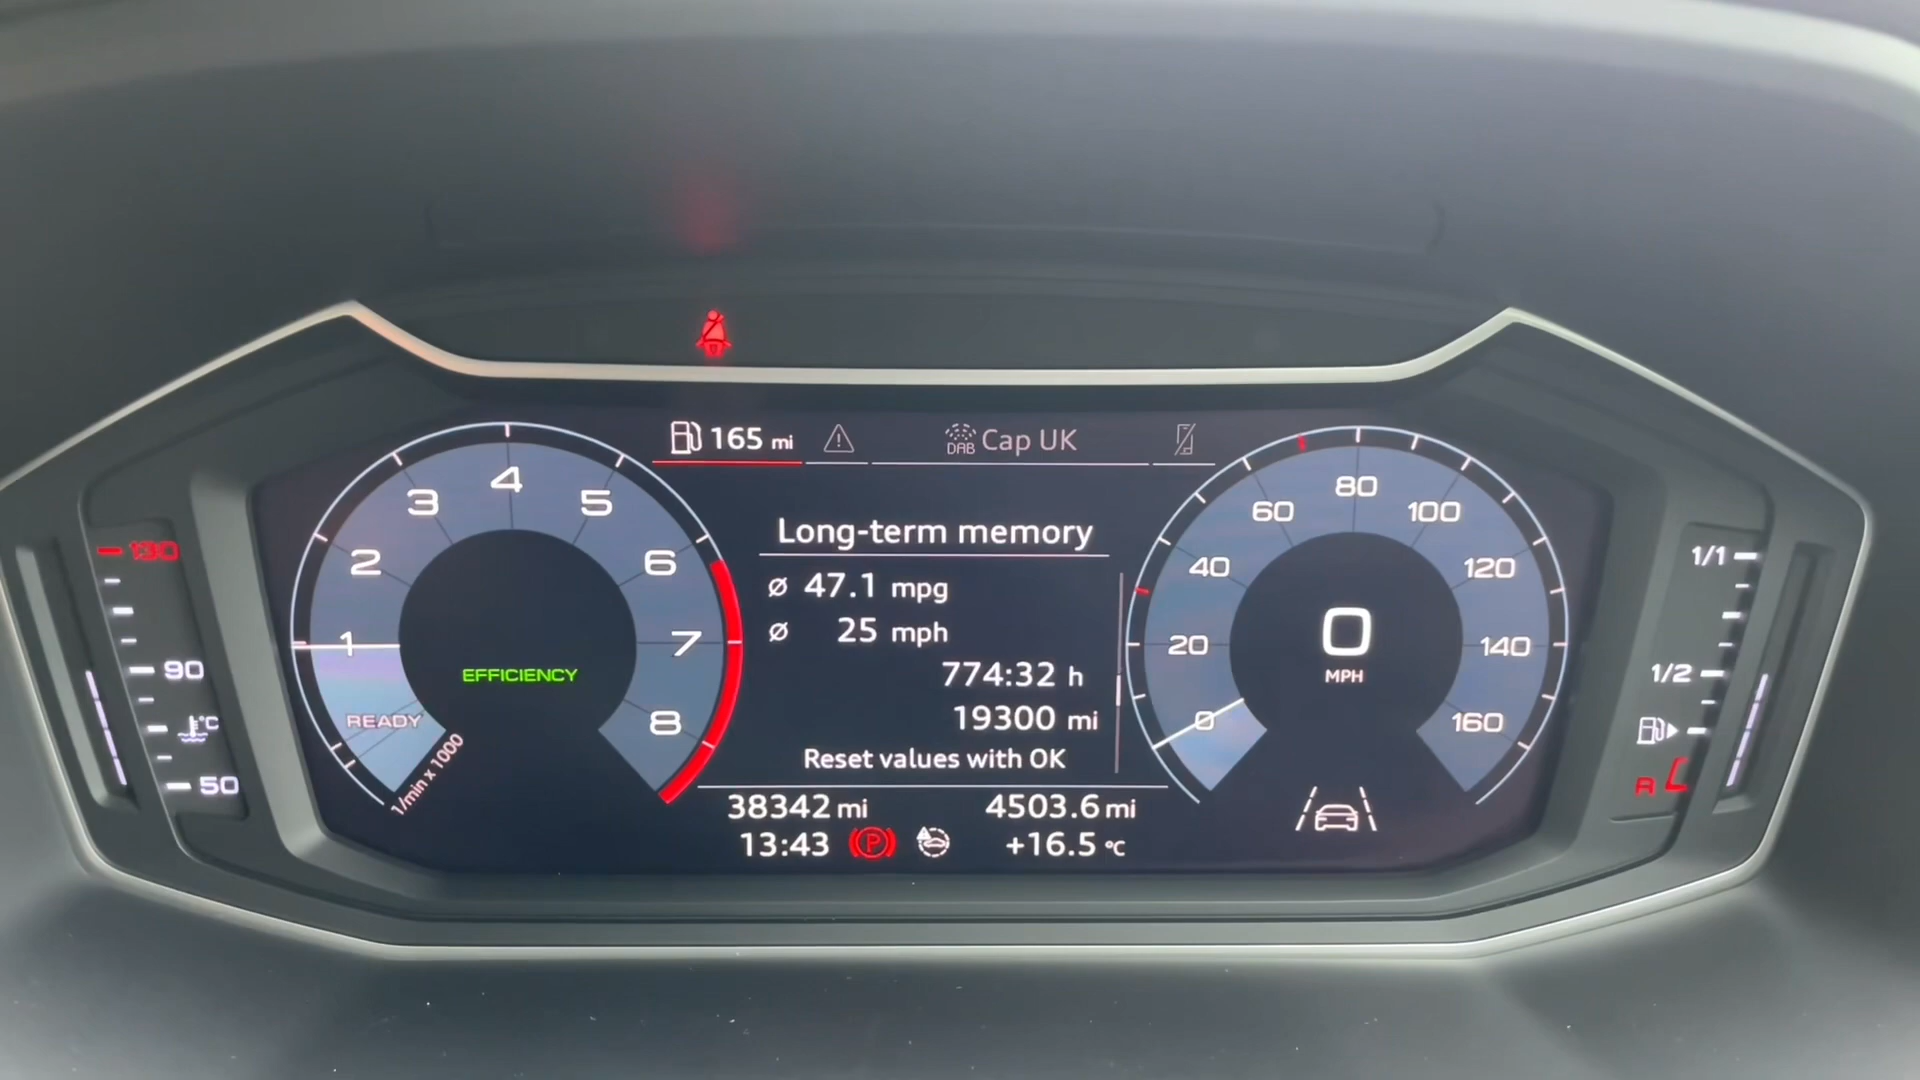 165 mi
DAB Cap UK
Long-term memory
ø 47.1 mpg
ø 25 mph
774:32 h
19300 mi
Reset values with OK
38342 mi 4503.6 mi
13:43 P +16.5 °C
1 2 3 4 5 6 7 8
EFFICIENCY
READY
1/min x 1000
0 20 40 60 80 100 120 140 160
0
MPH
130
90
°C
50
1/1
1/2
R